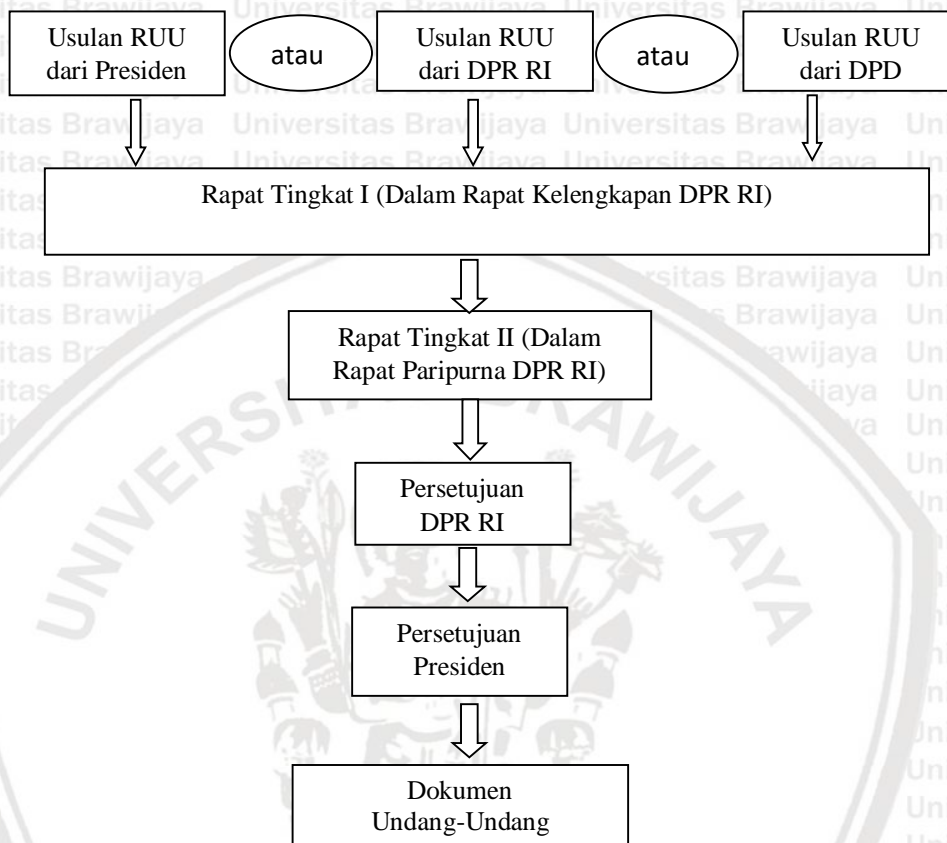 Usulan RUU
dari Presiden
atau
Usulan RUU
dari DPR RI
atau
Usulan RUU
dari DPD
Rapat Tingkat I (Dalam Rapat Kelengkapan DPR RI)
Rapat Tingkat II (Dalam
Rapat Paripurna DPR RI)
Persetujuan
DPR RI
Persetujuan
Presiden
Dokumen
Undang-Undang
UNIVERSITAS BRAWIJAYA